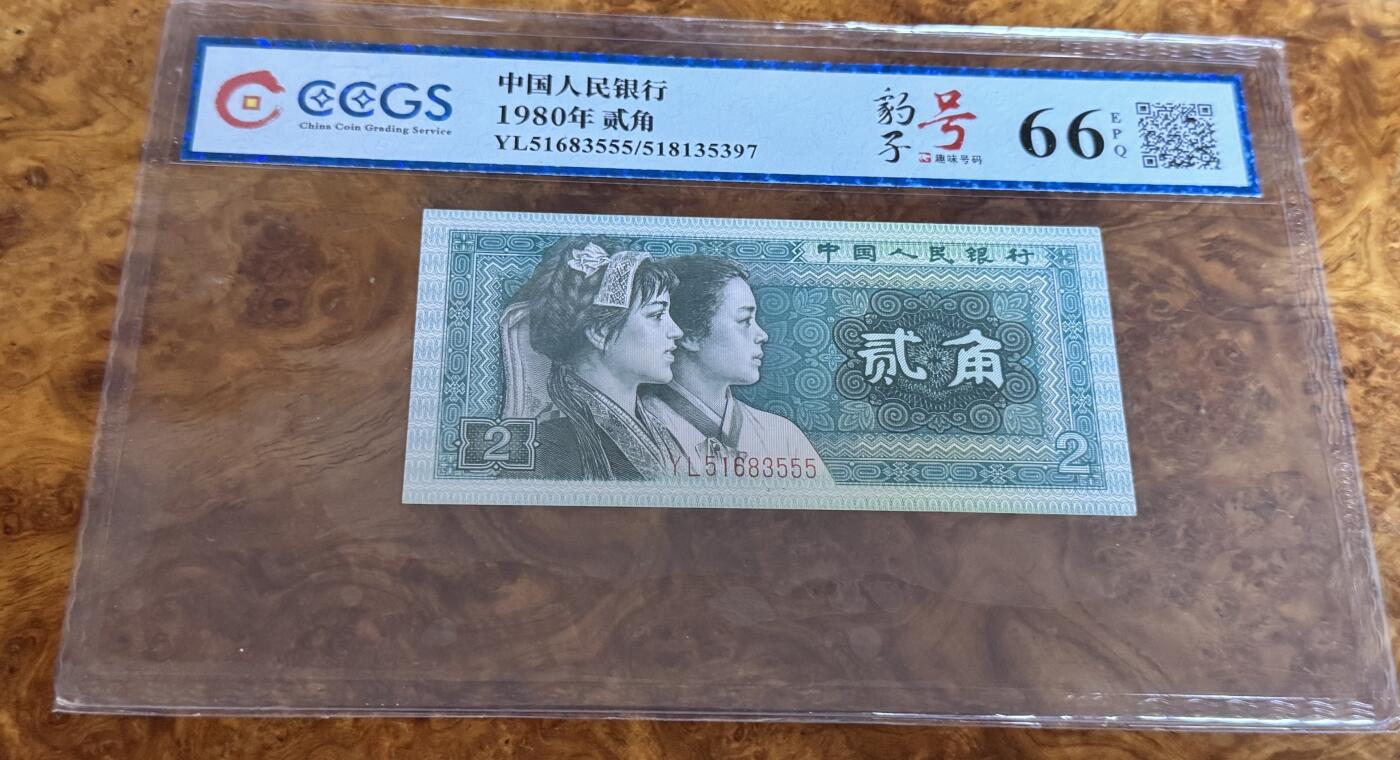 CCGS
China Coin Grading Service
中国人民银行
1980年 贰角
YL51683555/518135397
豹子号
趣味号码
66
EPQ
中国人民银行
贰角
2
2
YL51683555